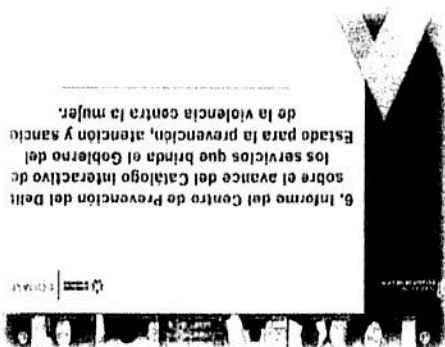 6. Informe del Centro de Prevención del Delit
sobre el avance del Catálogo Interactivo de
los servicios que brinda el Gobierno del
Estado para la prevención, atención y sanció
de la violencia contra la mujer.